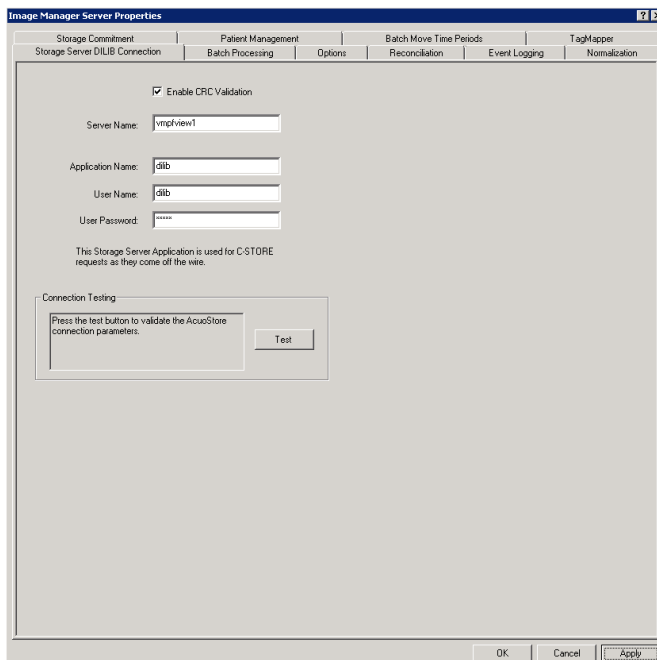 Image Manager Server Properties
Storage Commitment
Patient Management
Batch Move Time Periods
TagMapper
Storage Server DILIB Connection
Batch Processing
Options
Reconciliation
Event Logging
Normalization
Enable CRC Validation
Server Name:
vmpfview1
Application Name:
dilib
User Name:
dilib
User Password:
*****
This Storage Server Application is used for C-STORE
requests as they come off the wire.
Connection Testing
Press the test button to validate the AcuoStore
connection parameters.
Test
OK
Cancel
Apply